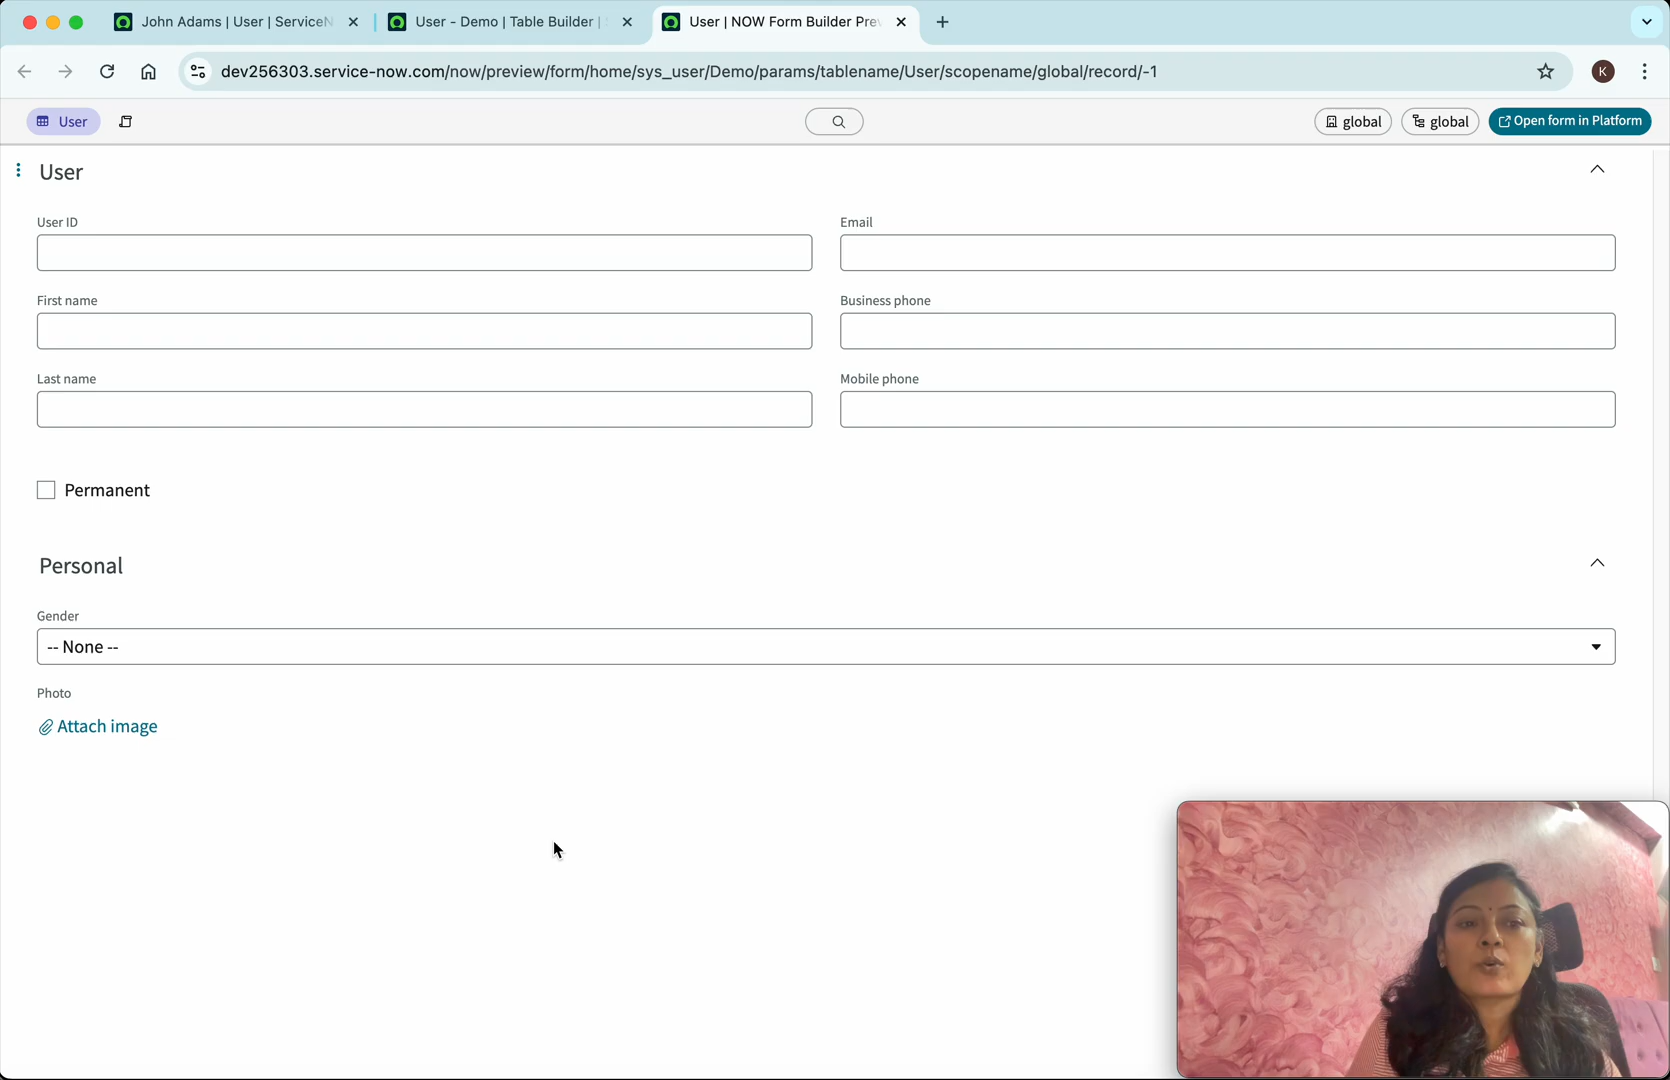 John Adams | User | Service
User - Demo | Table Builder |
User | NOW Form Builder Pre
dev256303.service-now.com/now/preview/form/home/sys_user/Demo/params/tablename/User/scopename/global/record/-1
K
User
global
global
Open form in Platform
User
User ID
Email
First name
Business phone
Last name
Mobile phone
Permanent
Personal
Gender
-- None --
Photo
Attach image